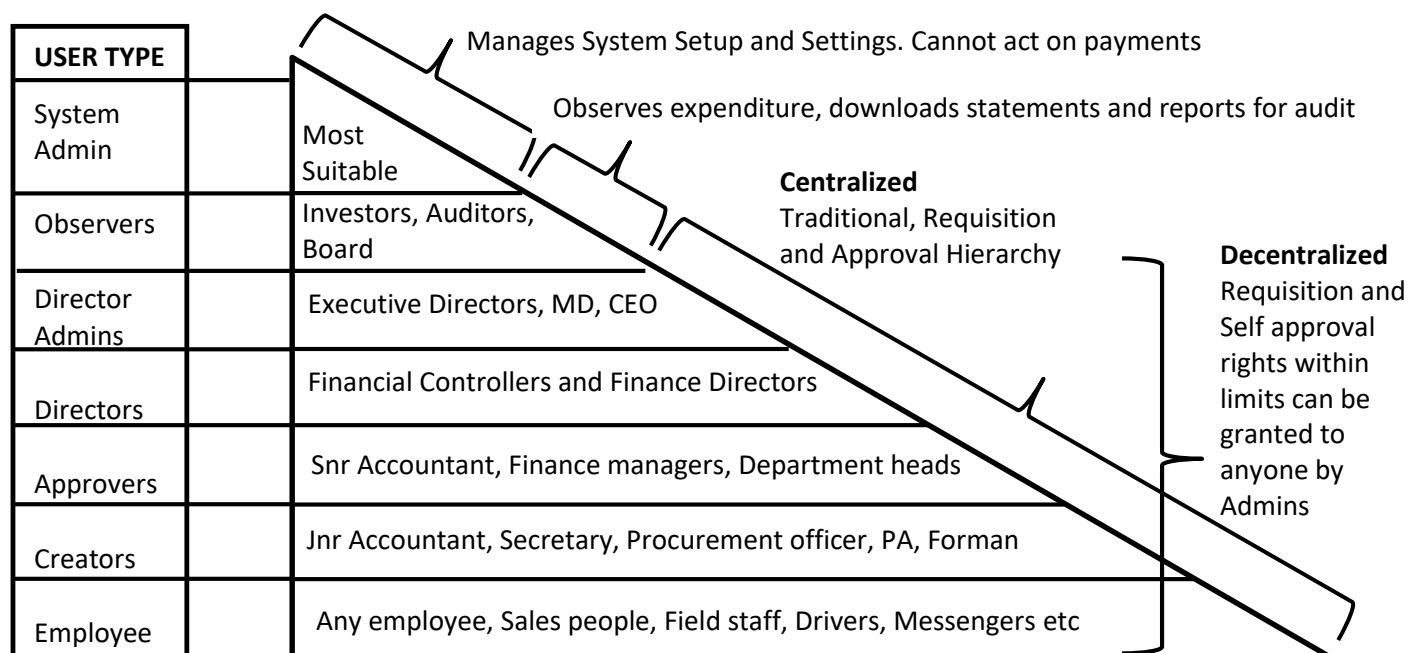 Manages System Setup and Settings. Cannot act on payments
USER TYPE
Observes expenditure, downloads statements and reports for audit
System
Admin
Most
Suitable
Centralized
Traditional, Requisition
and Approval Hierarchy
Observers
Investors, Auditors,
Board
Decentralized
Requisition and
Self approval
rights within
limits can be
granted to
anyone by
Admins
Director
Admins
Executive Directors, MD, CEO
Directors
Financial Controllers and Finance Directors
Approvers
Snr Accountant, Finance managers, Department heads
Creators
Jnr Accountant, Secretary, Procurement officer, PA, Forman
Employee
Any employee, Sales people, Field staff, Drivers, Messengers etc